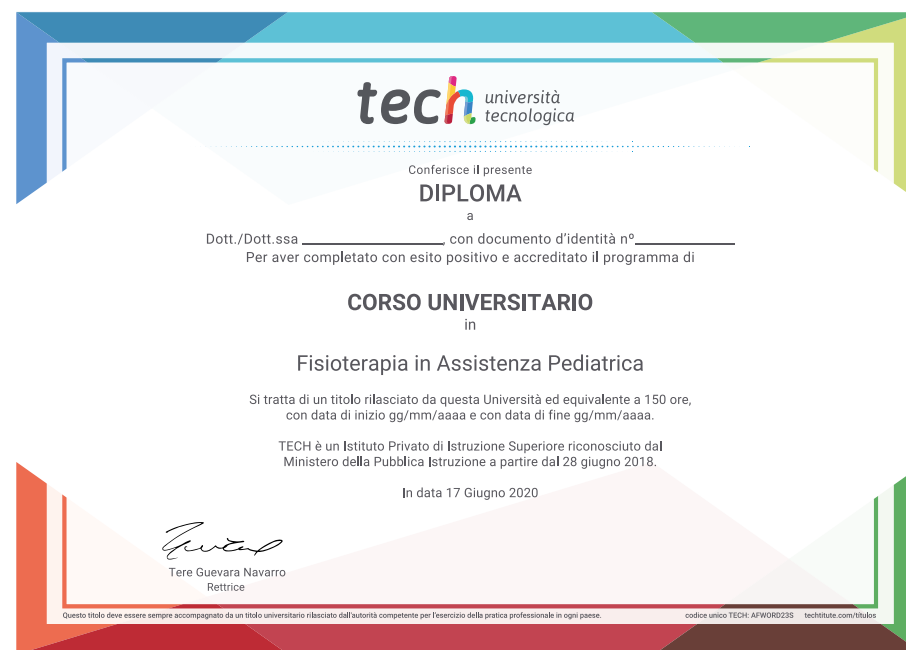 tech università
tecnologica
Conferisce il presente
DIPLOMA
a
Dott./Dott.ssa ____________________, con documento d'identità nº______________
Per aver completato con esito positivo e accreditato il programma di
CORSO UNIVERSITARIO
in
Fisioterapia in Assistenza Pediatrica
Si tratta di un titolo rilasciato da questa Università ed equivalente a 150 ore,
con data di inizio gg/mm/aaaa e con data di fine gg/mm/aaaa.
TECH è un Istituto Privato di Istruzione Superiore riconosciuto dal
Ministero della Pubblica Istruzione a partire dal 28 giugno 2018.
In data 17 Giugno 2020
Tere Guevara Navarro
Rettrice
Questo titolo deve essere sempre accompagnato da un titolo universitario rilasciato dall'autorità competente per l'esercizio della pratica professionale in ogni paese. codice unico TECH: AFWORD23S techtitute.com/titulos